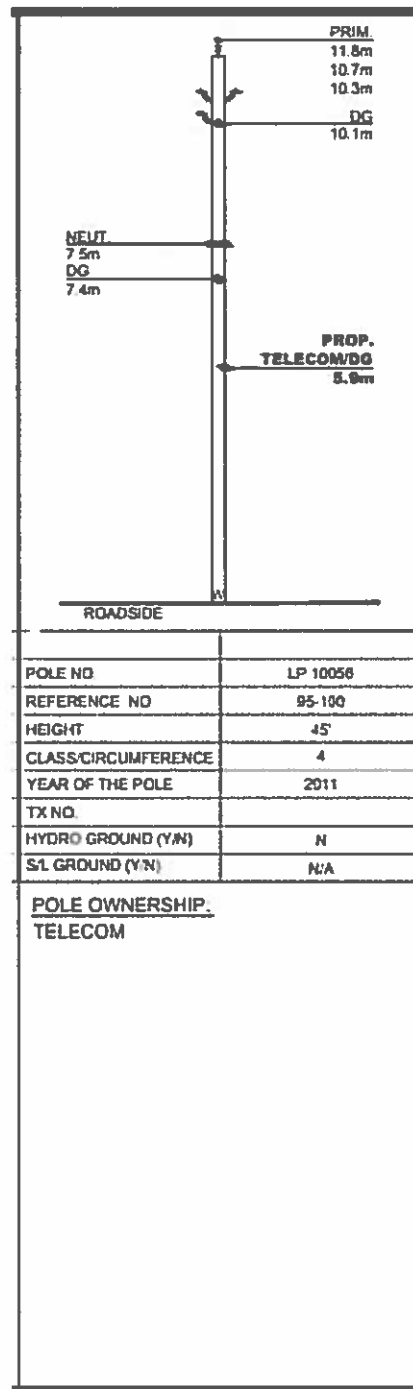 PRIM.
11.8m
10.7m
10.3m
DG
10.1m
NEUT.
7.5m
DG
7.4m
PROP.
TELECOM/DG
5.9m
N
ROADSIDE
POLE NO LP 10056
REFERENCE NO 95-100
HEIGHT 45'
CLASS/CIRCUMFERENCE 4
YEAR OF THE POLE 2011
TX NO.
HYDRO GROUND (Y/N) N
S/L GROUND (Y/N) N/A
POLE OWNERSHIP:
TELECOM